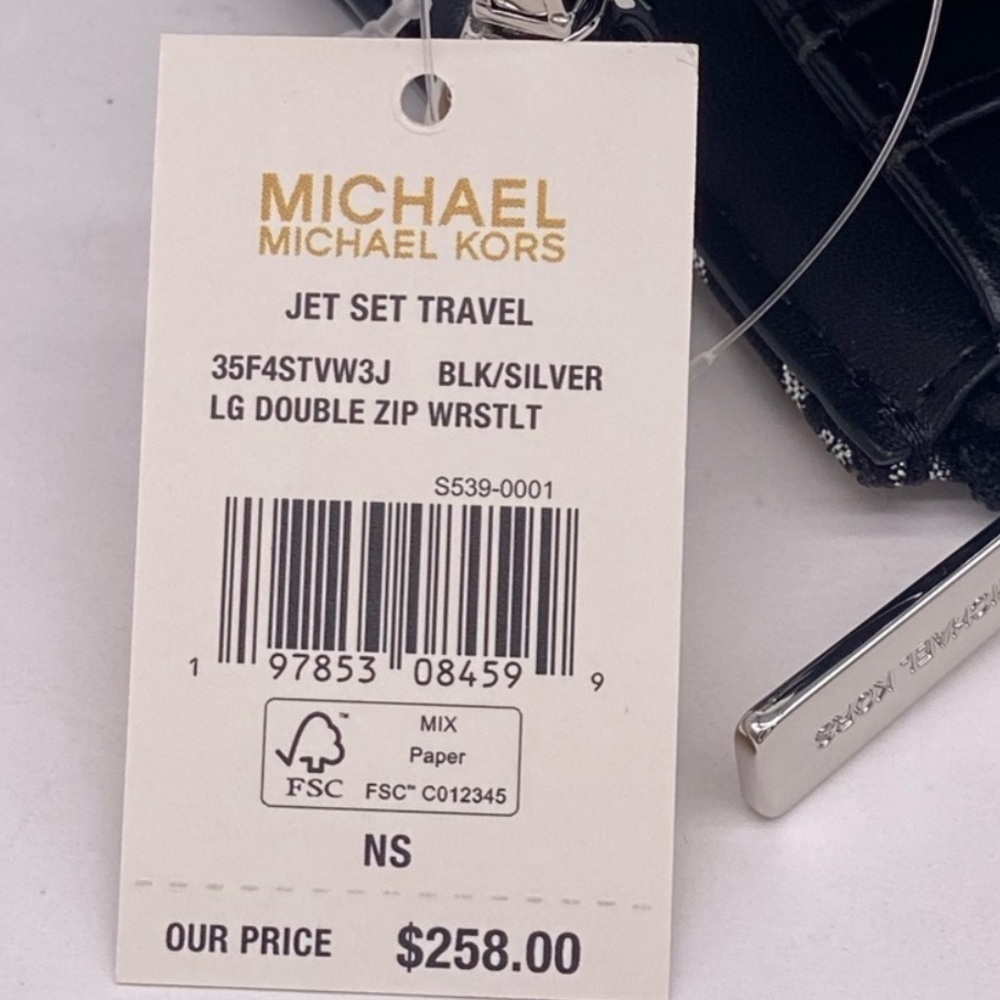 MICHAEL
MICHAEL KORS
JET SET TRAVEL
35F4STVW3J BLK/SILVER
LG DOUBLE ZIP WRSTLT
S539-0001
1 97853 08459 9
FSC™
MIX
Paper
FSC™ C012345
NS
OUR PRICE $258.00
MICHAEL KORS